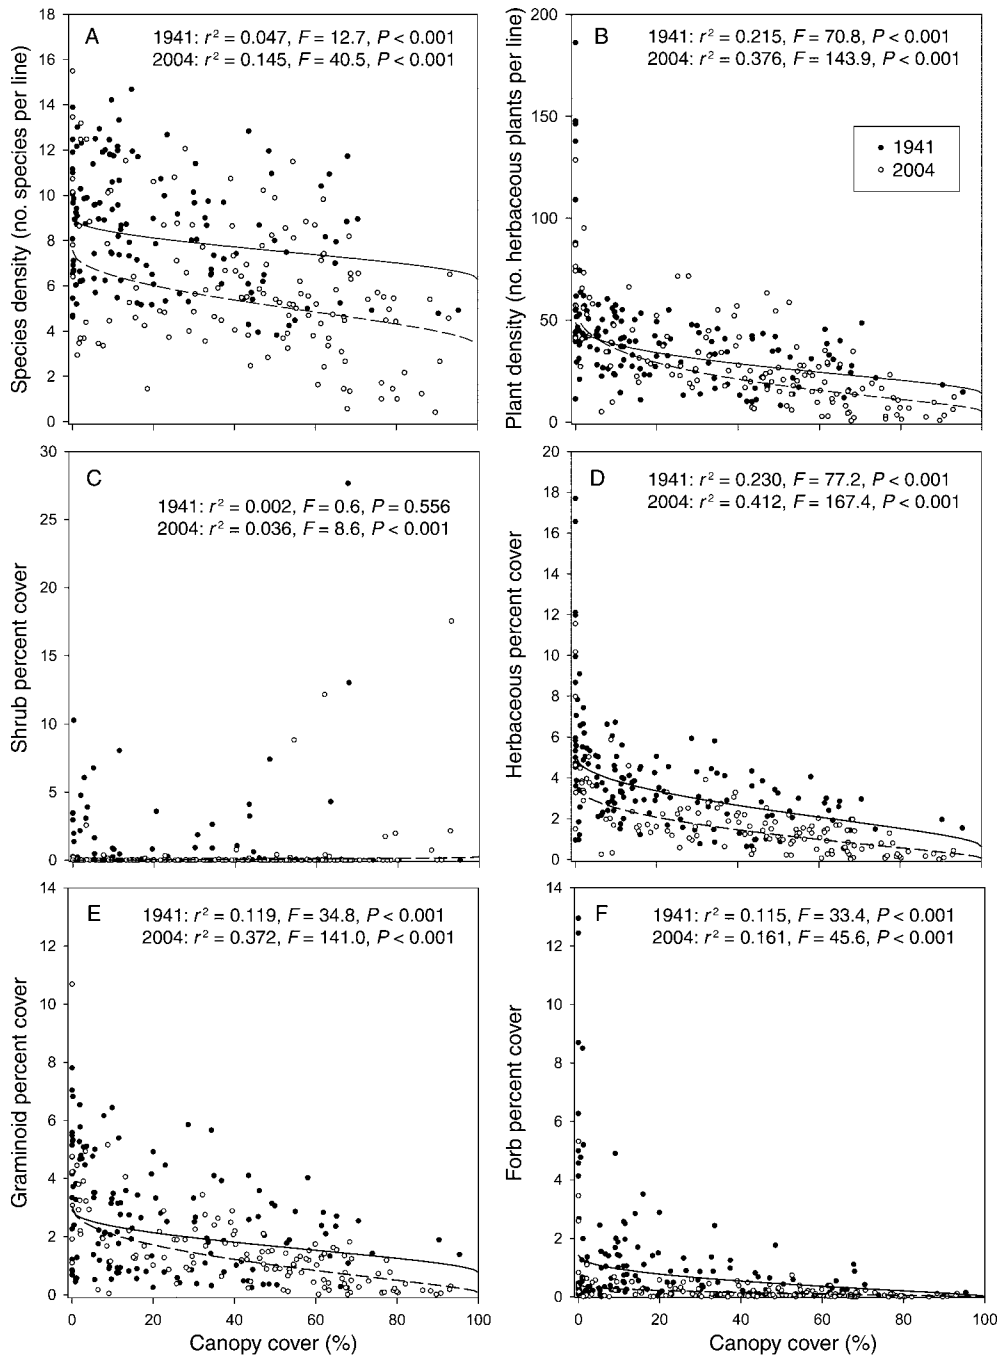 A
1941: r² = 0.047, F = 12.7, P < 0.001
2004: r² = 0.145, F = 40.5, P < 0.001
Species density (no. species per line)
18
16
14
12
10
8
6
4
2
0
B
1941: r² = 0.215, F = 70.8, P < 0.001
2004: r² = 0.376, F = 143.9, P < 0.001
1941
2004
Plant density (no. herbaceous plants per line)
200
150
100
50
0
C
1941: r² = 0.002, F = 0.6, P = 0.556
2004: r² = 0.036, F = 8.6, P < 0.001
Shrub percent cover
30
25
20
15
10
5
0
D
1941: r² = 0.230, F = 77.2, P < 0.001
2004: r² = 0.412, F = 167.4, P < 0.001
Herbaceous percent cover
20
18
16
14
12
10
8
6
4
2
0
E
1941: r² = 0.119, F = 34.8, P < 0.001
2004: r² = 0.372, F = 141.0, P < 0.001
Graminoid percent cover
14
12
10
8
6
4
2
0
0 20 40 60 80 100
Canopy cover (%)
F
1941: r² = 0.115, F = 33.4, P < 0.001
2004: r² = 0.161, F = 45.6, P < 0.001
Forb percent cover
14
12
10
8
6
4
2
0
0 20 40 60 80 100
Canopy cover (%)